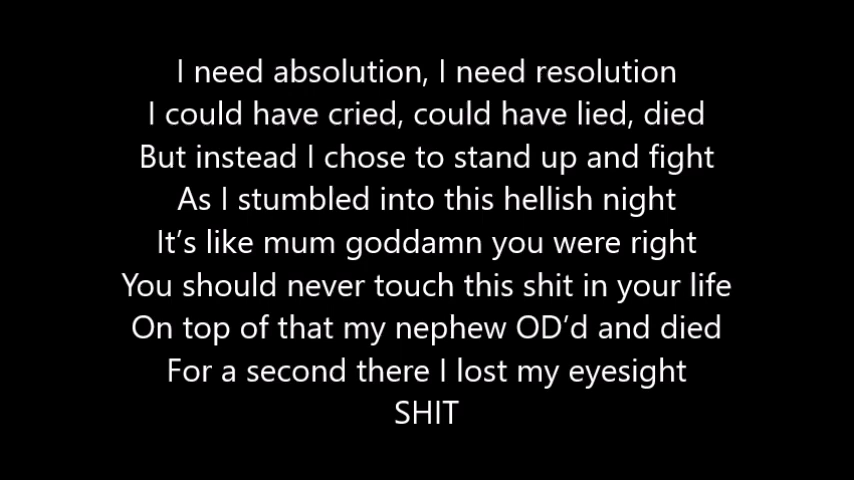 I need absolution, I need resolution
I could have cried, could have lied, died
But instead I chose to stand up and fight
As I stumbled into this hellish night
It’s like mum goddamn you were right
You should never touch this shit in your life
On top of that my nephew OD’d and died
For a second there I lost my eyesight
SHIT